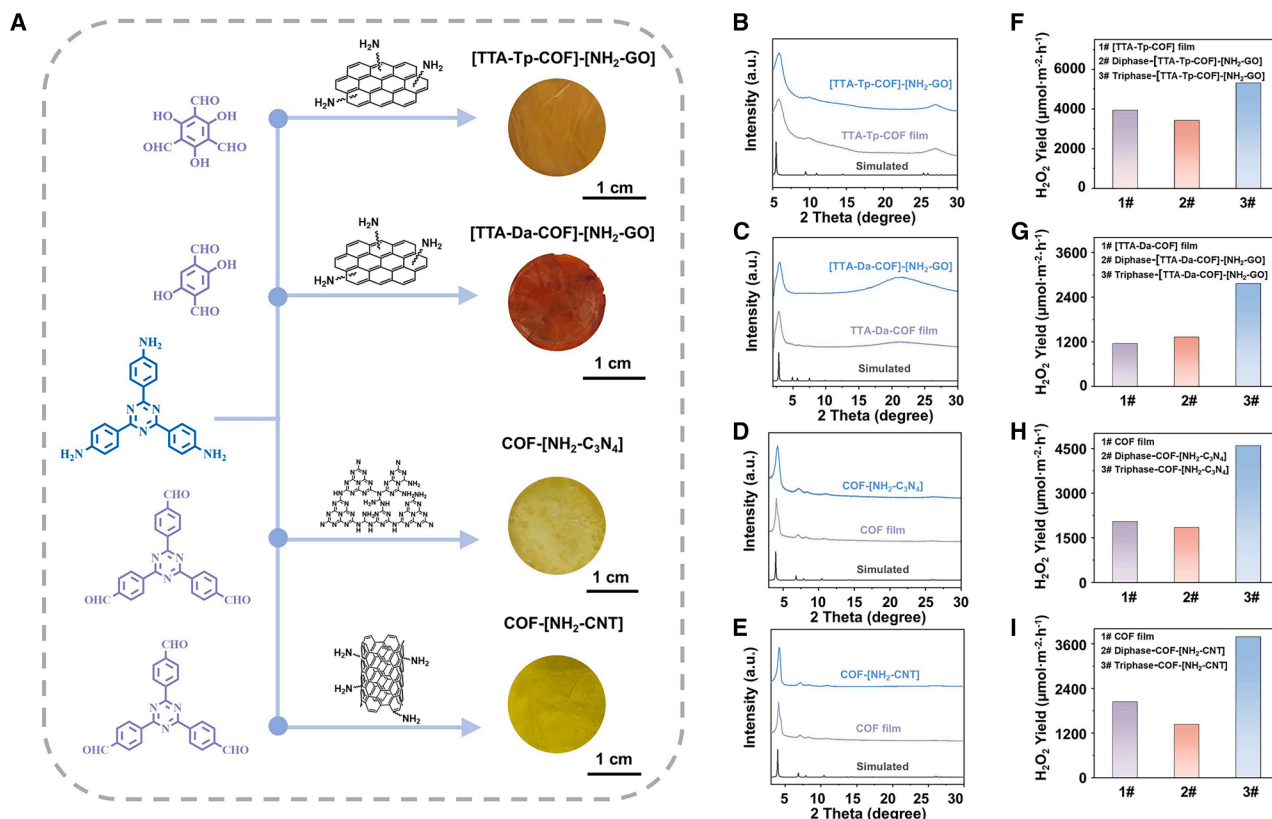 A
H₂N
NH₂
H₂N
[TTA-Tp-COF]-[NH₂-GO]
CHO
OH
OH
OHC
CHO
OH
1 cm
H₂N
NH₂
H₂N
[TTA-Da-COF]-[NH₂-GO]
CHO
OH
HO
CHO
1 cm
NH₂
N
N
N
H₂N
NH₂
COF-[NH₂-C₃N₄]
1 cm
CHO
N
N
N
OHC
CHO
COF-[NH₂-CNT]
H₂N
NH₂
H₂N
NH₂
1 cm
CHO
N
N
N
OHC
CHO
B
Intensity (a.u.)
[TTA-Tp-COF]-[NH₂-GO]
TTA-Tp-COF film
Simulated
5 10 15 20 25 30
2 Theta (degree)
C
Intensity (a.u.)
[TTA-Da-COF]-[NH₂-GO]
TTA-Da-COF film
Simulated
5 10 15 20 25 30
2 Theta (degree)
D
Intensity (a.u.)
COF-[NH₂-C₃N₄]
COF film
Simulated
5 10 15 20 25 30
2 Theta (degree)
E
Intensity (a.u.)
COF-[NH₂-CNT]
COF film
Simulated
5 10 15 20 25 30
2 Theta (degree)
F
H₂O₂ Yield (μmol·m⁻²·h⁻¹)
1# [TTA-Tp-COF] film
2# Diphase-[TTA-Tp-COF]-[NH₂-GO]
3# Triphase-[TTA-Tp-COF]-[NH₂-GO]
6000
4000
2000
0
1# 2# 3#
G
H₂O₂ Yield (μmol·m⁻²·h⁻¹)
1# [TTA-Da-COF] film
2# Diphase-[TTA-Da-COF]-[NH₂-GO]
3# Triphase-[TTA-Da-COF]-[NH₂-GO]
3600
2400
1200
0
1# 2# 3#
H
H₂O₂ Yield (μmol·m⁻²·h⁻¹)
1# COF film
2# Diphase-COF-[NH₂-C₃N₄]
3# Triphase-COF-[NH₂-C₃N₄]
4500
3000
1500
0
1# 2# 3#
I
H₂O₂ Yield (μmol·m⁻²·h⁻¹)
1# COF film
2# Diphase-COF-[NH₂-CNT]
3# Triphase-COF-[NH₂-CNT]
3600
2400
1200
0
1# 2# 3#